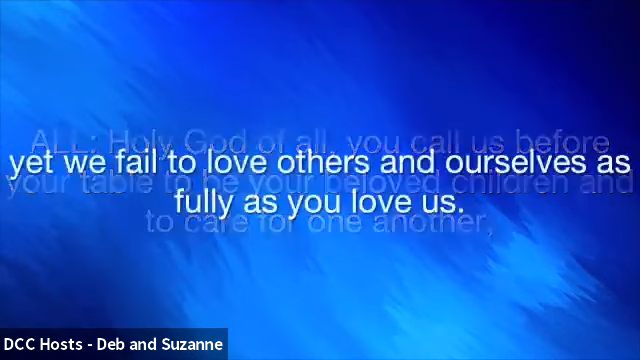 ALL: Holy God of all, you call us before
yet we fail to love others and ourselves as
your table to be your beloved children and
fully as you love us.
to care for one another,
DCC Hosts - Deb and Suzanne